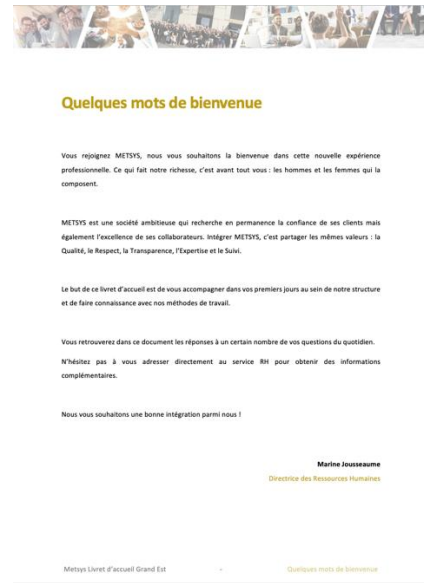 Quelques mots de bienvenue
Vous rejoignez METSYS, nous vous souhaitons la bienvenue dans cette nouvelle expérience
professionnelle. Ce qui fait notre richesse, c'est avant tout vous : les hommes et les femmes qui la
composent.
METSYS est une société ambitieuse qui recherche en permanence la confiance de ses clients mais
également l'excellence de ses collaborateurs. Intégrer METSYS, c'est partager les mêmes valeurs : la
Qualité, le Respect, la Transparence, l'Expertise et le Suivi.
Le but de ce livret d'accueil est de vous accompagner dans vos premiers jours au sein de notre structure
et de faire connaissance avec nos méthodes de travail.
Vous retrouverez dans ce document les réponses à un certain nombre de vos questions du quotidien.
N'hésitez pas à vous adresser directement au service RH pour obtenir des informations
complémentaires.
Nous vous souhaitons une bonne intégration parmi nous !
Marine Jousseaume
Directrice des Ressources Humaines
Metsys Livret d'accueil Grand Est - Quelques mots de bienvenue